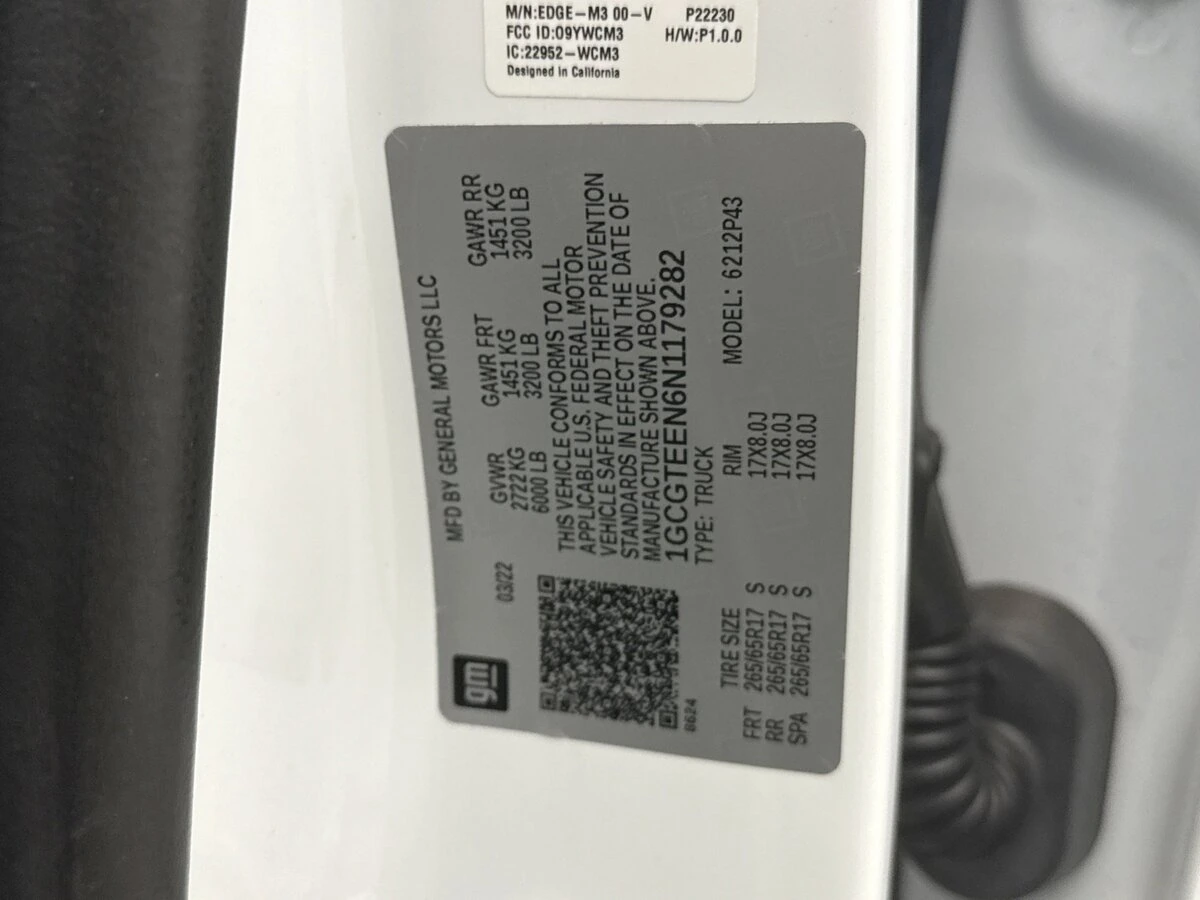 M/N:EDGE-M3 00-V P22230
FCC ID:O9YWCM3 H/W:P1.0.0
IC:22952-WCM3
Designed in California
MFD BY GENERAL MOTORS LLC
gm 03/22 GVWR GAWR FRT GAWR RR
2722 KG 1451 KG 1451 KG
6000 LB 3200 LB 3200 LB
THIS VEHICLE CONFORMS TO ALL
APPLICABLE U.S. FEDERAL MOTOR
VEHICLE SAFETY AND THEFT PREVENTION
STANDARDS IN EFFECT ON THE DATE OF
MANUFACTURE SHOWN ABOVE.
1GCGTEEN6N1179282
8624 TYPE: TRUCK
TIRE SIZE RIM MODEL: 6212P43
FRT 265/65R17 S 17X8.0J
RR 265/65R17 S 17X8.0J
SPA 265/65R17 S 17X8.0J